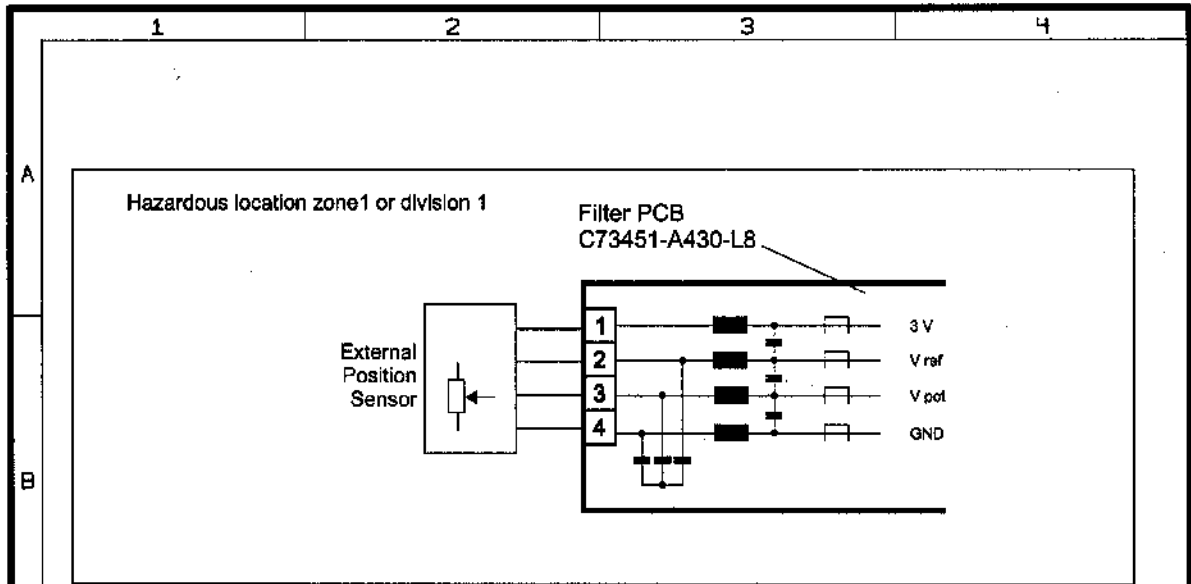 1 2 3 4
A
Hazardous location zone1 or division 1
Filter PCB
C73451-A430-L8
External
Position
Sensor
1
2
3
4
3 V
V ref
V pot
GND
B